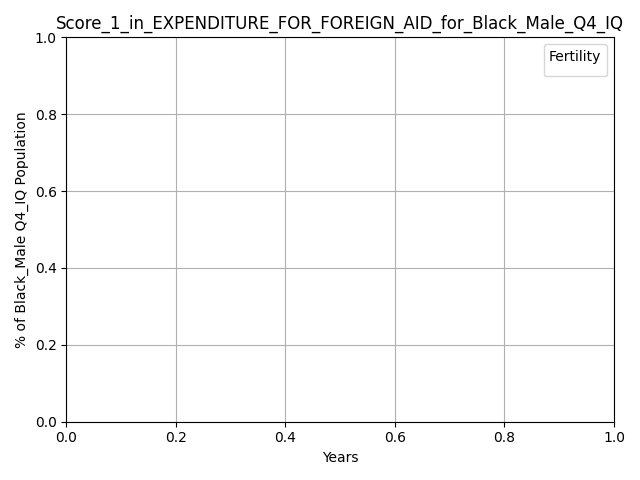 Score_1_in_EXPENDITURE_FOR_FOREIGN_AID_for_Black_Male_Q4_IQ
Fertility
% of Black_Male Q4_IQ Population
1.0
0.8
0.6
0.4
0.2
0.0
0.0 0.2 0.4 0.6 0.8 1.0
Years